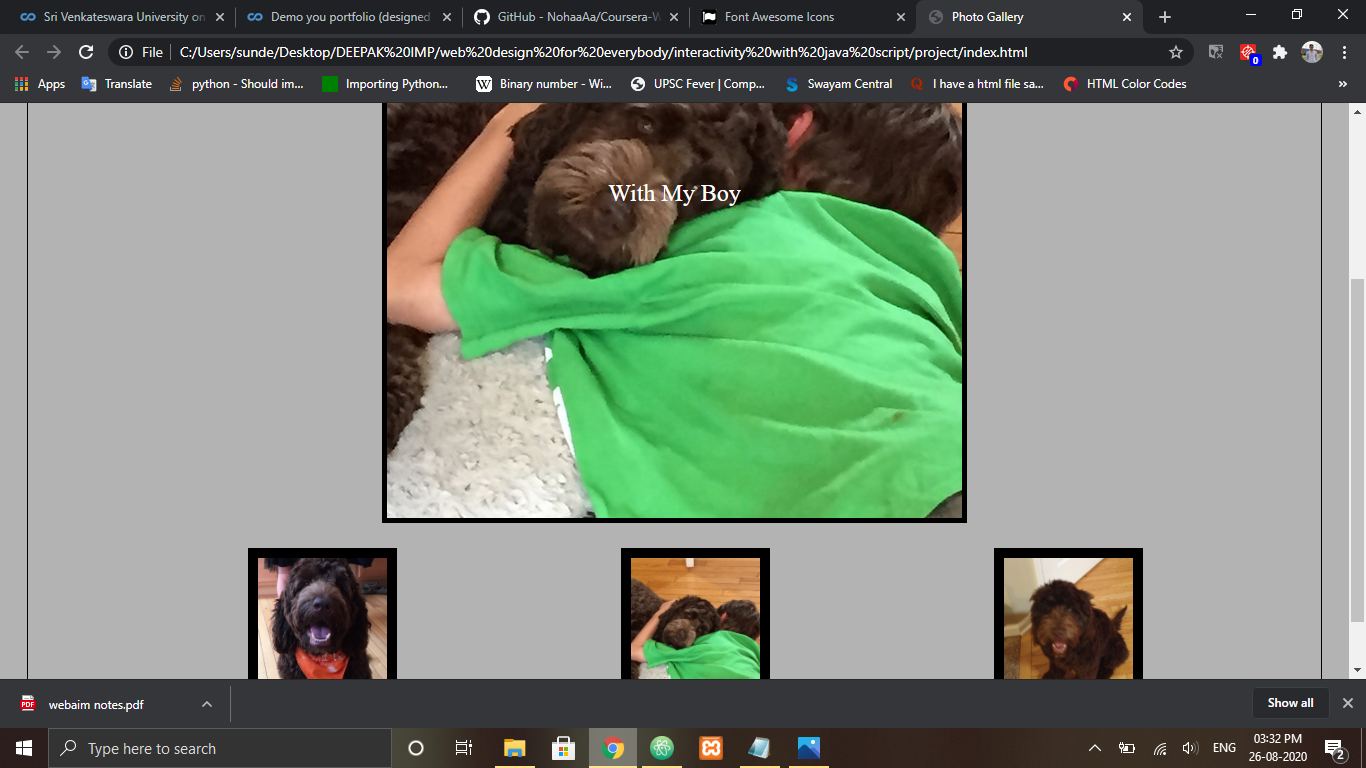 Sri Venkateswara University on
Demo you portfolio (designed
GitHub - NohaaAa/Coursera-W
Font Awesome Icons
Photo Gallery
File
C:/Users/sunde/Desktop/DEEPAK%20IMP/web%20design%20for%20everybody/interactivity%20with%20java%20script/project/index.html
0
Apps
Translate
python - Should im...
Importing Python...
W
Binary number - Wi...
UPSC Fever | Comp...
S
Swayam Central
Q
I have a html file sa...
HTML Color Codes
»
With My Boy
PDF
webaim notes.pdf
Show all
Type here to search
ENG
03:32 PM
26-08-2020
2